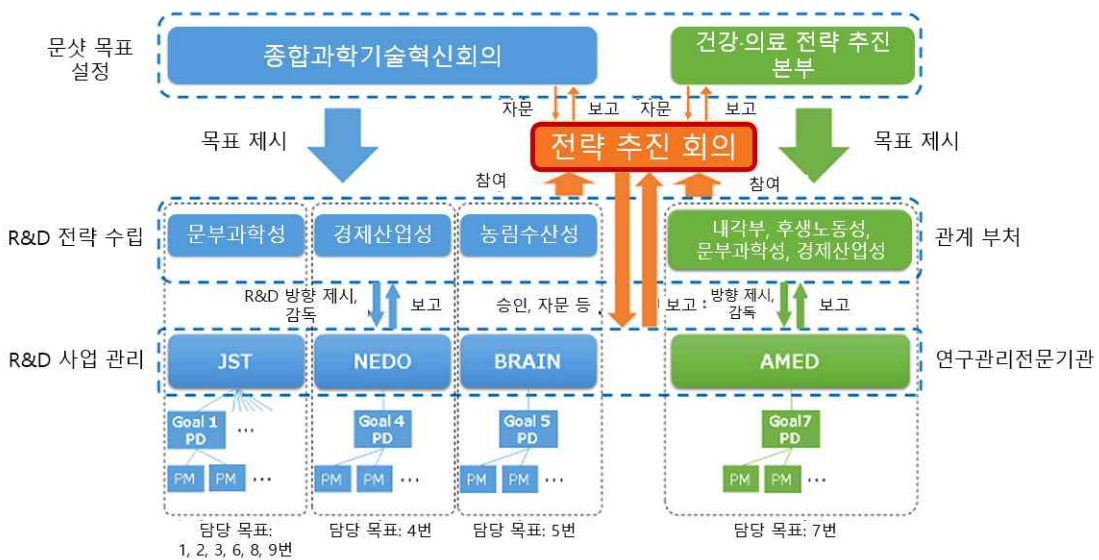 문샷 목표
설정
종합과학기술혁신회의
건강·의료 전략 추진
본부
자문
보고
자문
보고
목표 제시
전략 추진 회의
목표 제시
참여
참여
R&D 전략 수립
문부과학성
경제산업성
농림수산성
내각부, 후생노동성,
문부과학성, 경제산업성
관계 부처
R&D 방향 제시,
감독
보고
승인, 자문 등
보고
방향 제시,
감독
보고
R&D 사업 관리
JST
NEDO
BRAIN
AMED
연구관리전문기관
Goal 1
PD
...
Goal 4
PD
Goal 5
PD
Goal7
PD
PM
PM
...
PM
PM
...
PM
PM
...
PM
PM
...
담당 목표:
1, 2, 3, 6, 8, 9번
담당 목표: 4번
담당 목표: 5번
담당 목표: 7번